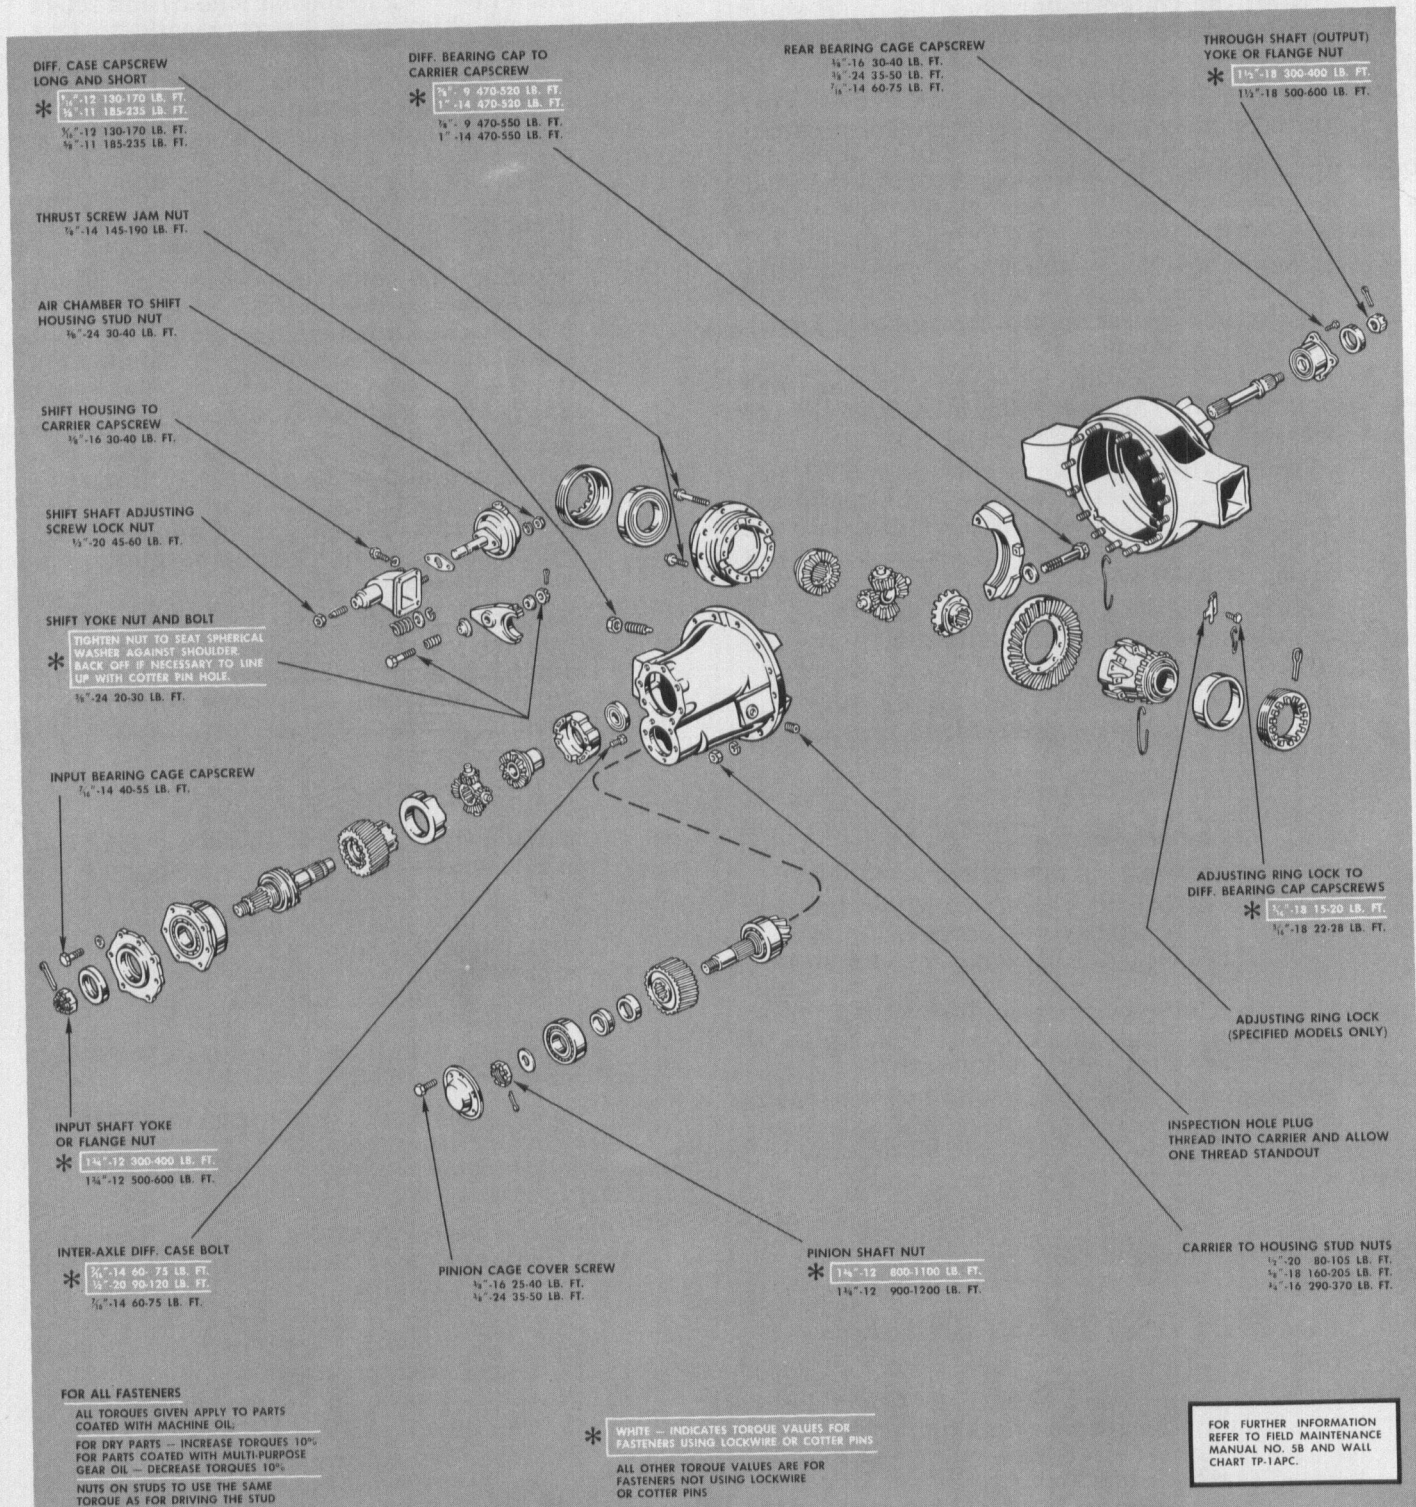 DIFF. CASE CAPSCREW
LONG AND SHORT
* 9/16"-12 130-170 LB. FT.
5/8"-11 185-235 LB. FT.
9/16"-12 130-170 LB. FT.
5/8"-11 185-235 LB. FT.
DIFF. BEARING CAP TO
CARRIER CAPSCREW
* 7/8"- 9 470-520 LB. FT.
1"-14 470-520 LB. FT.
7/8"- 9 470-550 LB. FT.
1"-14 470-550 LB. FT.
REAR BEARING CAGE CAPSCREW
3/8"-16 30-40 LB. FT.
3/8"-24 35-50 LB. FT.
7/16"-14 60-75 LB. FT.
THROUGH SHAFT (OUTPUT)
YOKE OR FLANGE NUT
* 1½"-18 300-400 LB. FT.
1½"-18 500-600 LB. FT.
THRUST SCREW JAM NUT
7/8"-14 145-190 LB. FT.
AIR CHAMBER TO SHIFT
HOUSING STUD NUT
3/8"-24 30-40 LB. FT.
SHIFT HOUSING TO
CARRIER CAPSCREW
3/8"-16 30-40 LB. FT.
SHIFT SHAFT ADJUSTING
SCREW LOCK NUT
½"-20 45-60 LB. FT.
SHIFT YOKE NUT AND BOLT
* TIGHTEN NUT TO SEAT SPHERICAL
WASHER AGAINST SHOULDER.
BACK OFF IF NECESSARY TO LINE
UP WITH COTTER PIN HOLE.
3/8"-24 20-30 LB. FT.
INPUT BEARING CAGE CAPSCREW
7/16"-14 40-55 LB. FT.
ADJUSTING RING LOCK TO
DIFF. BEARING CAP CAPSCREWS
* 5/16"-18 15-20 LB. FT.
5/16"-18 22-28 LB. FT.
ADJUSTING RING LOCK
(SPECIFIED MODELS ONLY)
INPUT SHAFT YOKE
OR FLANGE NUT
* 1¾"-12 300-400 LB. FT.
1¾"-12 500-600 LB. FT.
INSPECTION HOLE PLUG
THREAD INTO CARRIER AND ALLOW
ONE THREAD STANDOUT
INTER-AXLE DIFF. CASE BOLT
* 7/16"-14 60- 75 LB. FT.
½"-20 90-120 LB. FT.
7/16"-14 60-75 LB. FT.
PINION CAGE COVER SCREW
3/8"-16 25-40 LB. FT.
3/8"-24 35-50 LB. FT.
PINION SHAFT NUT
* -12 800-1100 LB. FT.
-12 900-1200 LB. FT.
CARRIER TO HOUSING STUD NUTS
½"-20 80-105 LB. FT.
5/8"-18 160-205 LB. FT.
¾"-16 290-370 LB. FT.
FOR ALL FASTENERS
ALL TORQUES GIVEN APPLY TO PARTS
COATED WITH MACHINE OIL;
FOR DRY PARTS — INCREASE TORQUES 10%
FOR PARTS COATED WITH MULTI-PURPOSE
GEAR OIL — DECREASE TORQUES 10%
NUTS ON STUDS TO USE THE SAME
TORQUE AS FOR DRIVING THE STUD
* WHITE — INDICATES TORQUE VALUES FOR
FASTENERS USING LOCKWIRE OR COTTER PINS
ALL OTHER TORQUE VALUES ARE FOR
FASTENERS NOT USING LOCKWIRE
OR COTTER PINS
FOR FURTHER INFORMATION
REFER TO FIELD MAINTENANCE
MANUAL NO. 5B AND WALL
CHART TP-1APC.